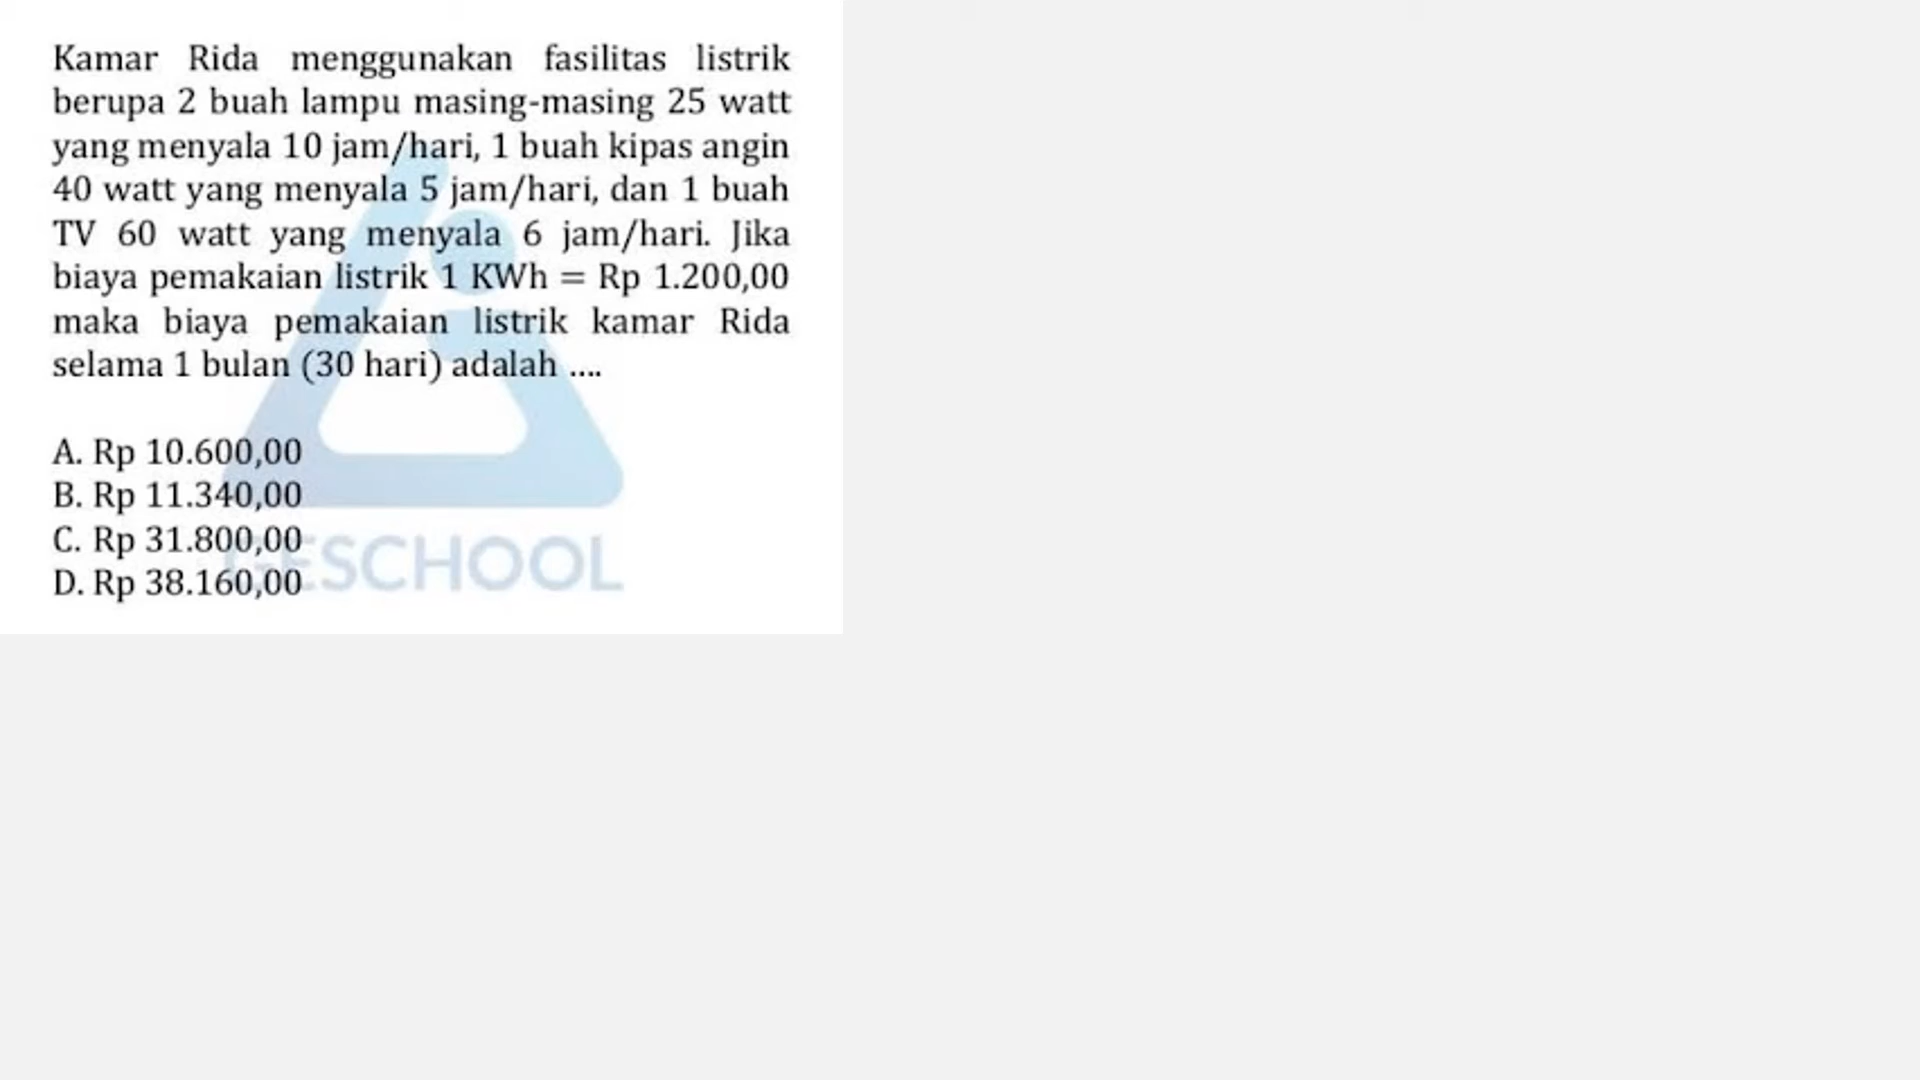 Kamar Rida menggunakan fasilitas listrik
berupa 2 buah lampu masing-masing 25 watt
yang menyala 10 jam/hari, 1 buah kipas angin
40 watt yang menyala 5 jam/hari, dan 1 buah
TV 60 watt yang menyala 6 jam/hari. Jika
biaya pemakaian listrik 1 KWh = Rp 1.200,00
maka biaya pemakaian listrik kamar Rida
selama 1 bulan (30 hari) adalah ....
A. Rp 10.600,00
B. Rp 11.340,00
C. Rp 31.800,00
D. Rp 38.160,00
GESCHOOL